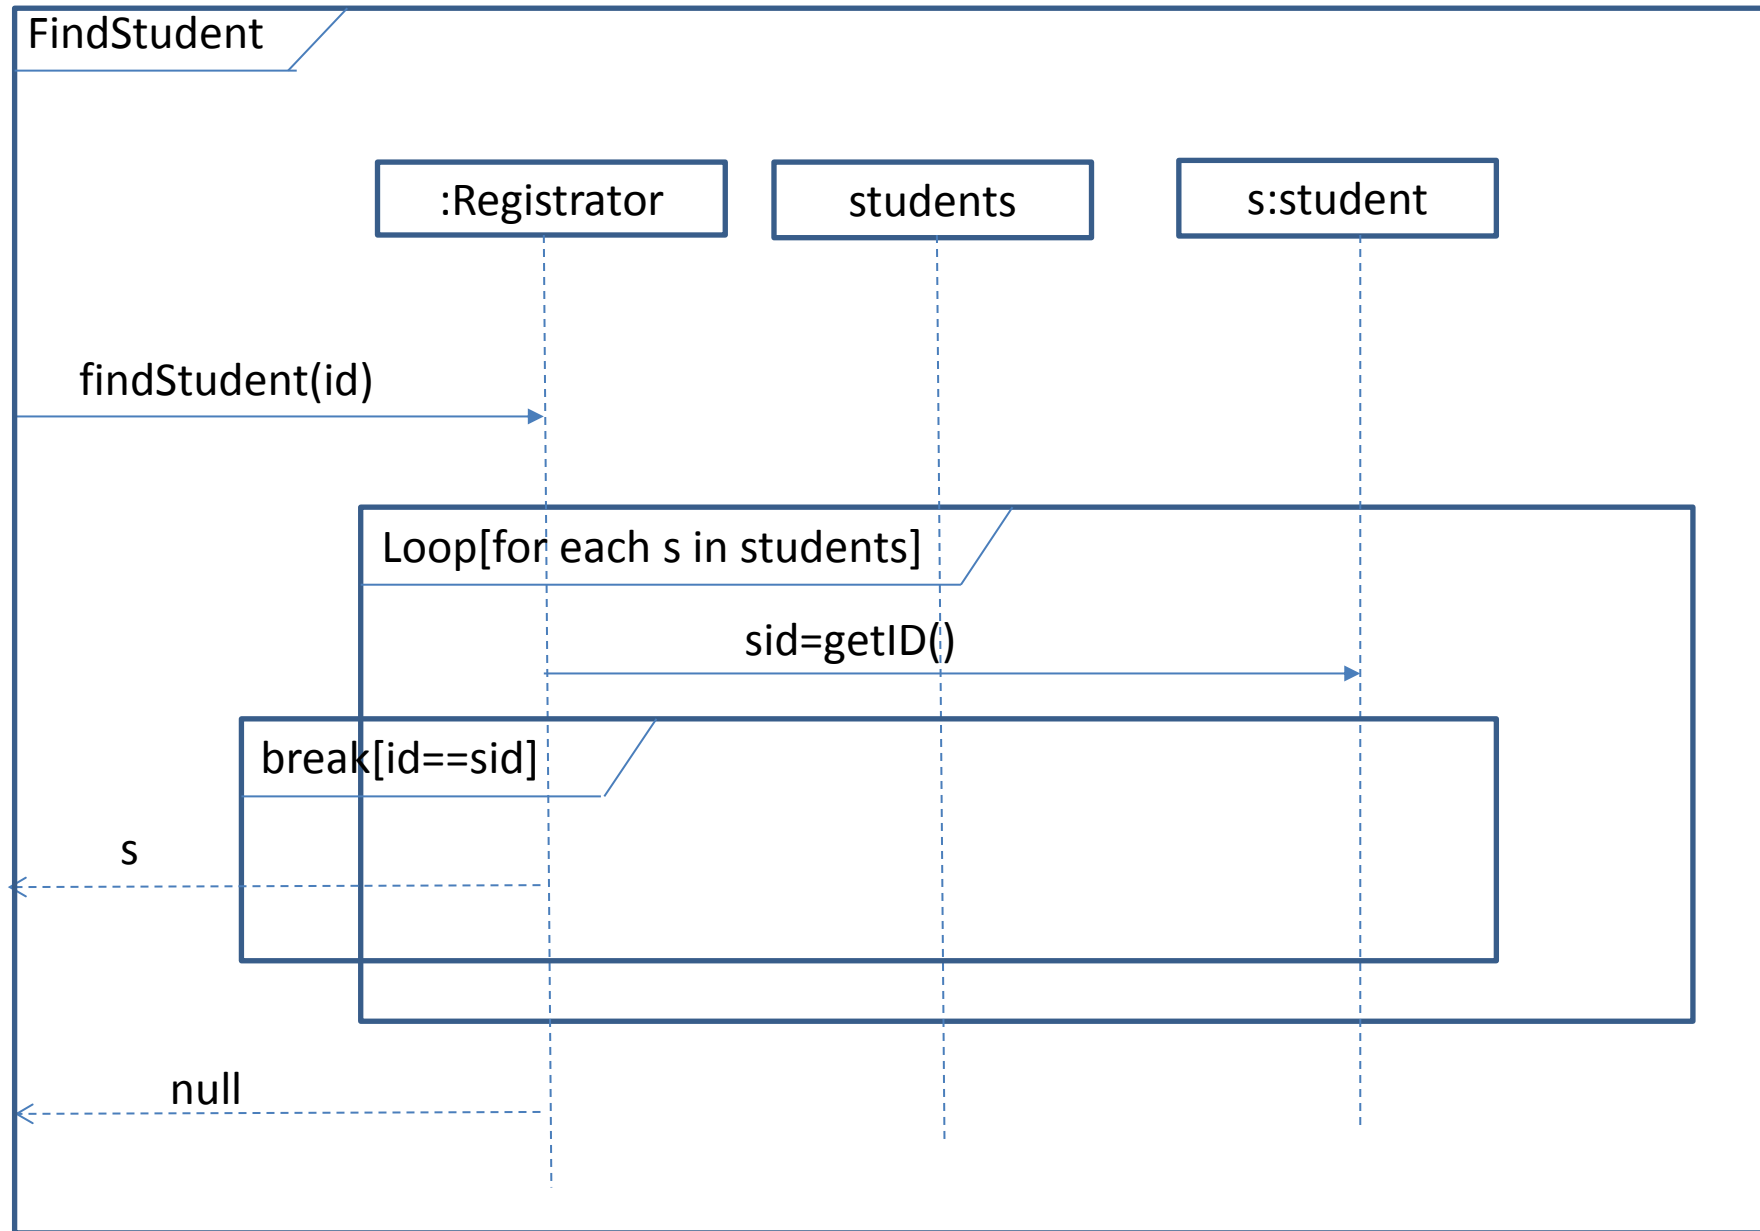 FindStudent
:Registrator
students
s:student
findStudent(id)
Loop[for each s in students]
sid=getID()
break[id==sid]
s
null